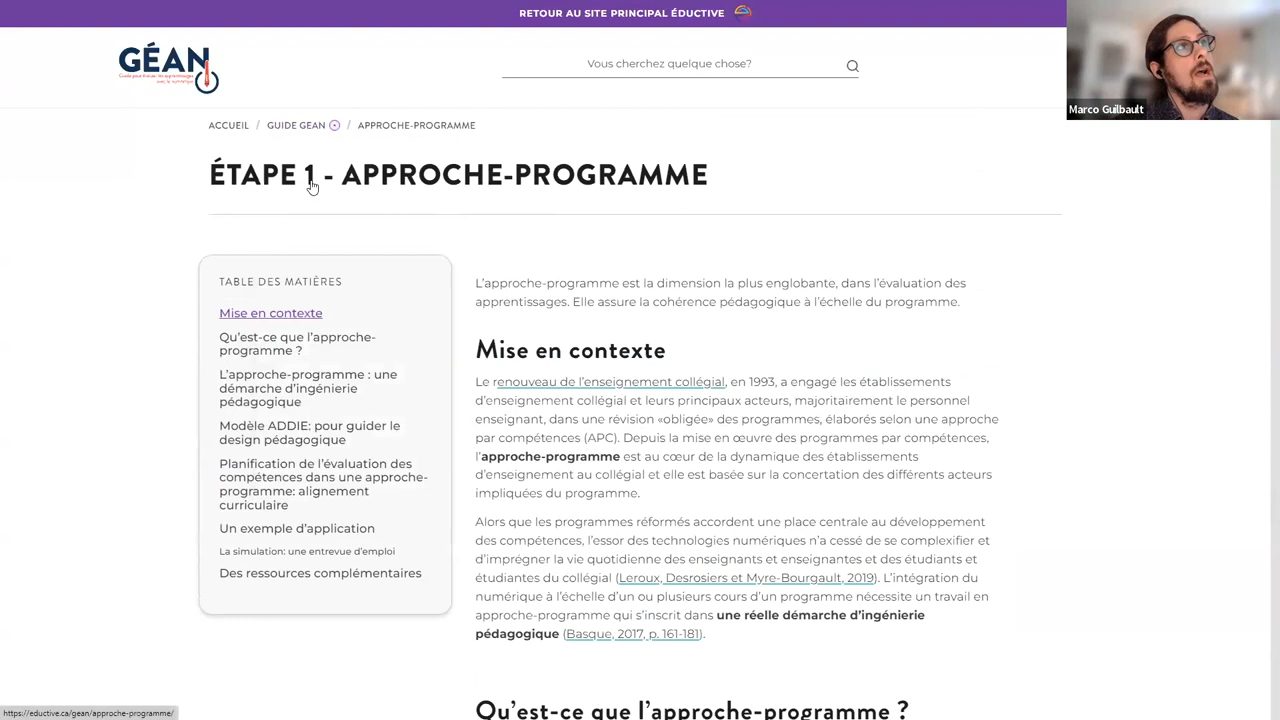 RETOUR AU SITE PRINCIPAL ÉDUCTIVE
GÉAN
Guide pour évaluer les apprentissages
avec le numérique
Vous cherchez quelque chose?
Marco Guilbault
ACCUEIL / GUIDE GEAN / APPROCHE-PROGRAMME
ÉTAPE 1 - APPROCHE-PROGRAMME
TABLE DES MATIÈRES
Mise en contexte
Qu'est-ce que l'approche-
programme ?
L'approche-programme : une
démarche d'ingénierie
pédagogique
Modèle ADDIE: pour guider le
design pédagogique
Planification de l'évaluation des
compétences dans une approche-
programme: alignement
curriculaire
Un exemple d'application
La simulation: une entrevue d'emploi
Des ressources complémentaires
L'approche-programme est la dimension la plus englobante, dans l'évaluation des
apprentissages. Elle assure la cohérence pédagogique à l'échelle du programme.
Mise en contexte
Le renouveau de l'enseignement collégial, en 1993, a engagé les établissements
d'enseignement collégial et leurs principaux acteurs, majoritairement le personnel
enseignant, dans une révision «obligée» des programmes, élaborés selon une approche
par compétences (APC). Depuis la mise en œuvre des programmes par compétences,
l'approche-programme est au cœur de la dynamique des établissements
d'enseignement au collégial et elle est basée sur la concertation des différents acteurs
impliquées du programme.
Alors que les programmes réformés accordent une place centrale au développement
des compétences, l'essor des technologies numériques n'a cessé de se complexifier et
d'imprégner la vie quotidienne des enseignants et enseignantes et des étudiants et
étudiantes du collégial (Leroux, Desrosiers et Myre-Bourgault, 2019). L'intégration du
numérique à l'échelle d'un ou plusieurs cours d'un programme nécessite un travail en
approche-programme qui s'inscrit dans une réelle démarche d'ingénierie
pédagogique (Basque, 2017, p. 161-181).
Qu'est-ce que l'approche-programme ?
https://eductive.ca/gean/approche-programme/